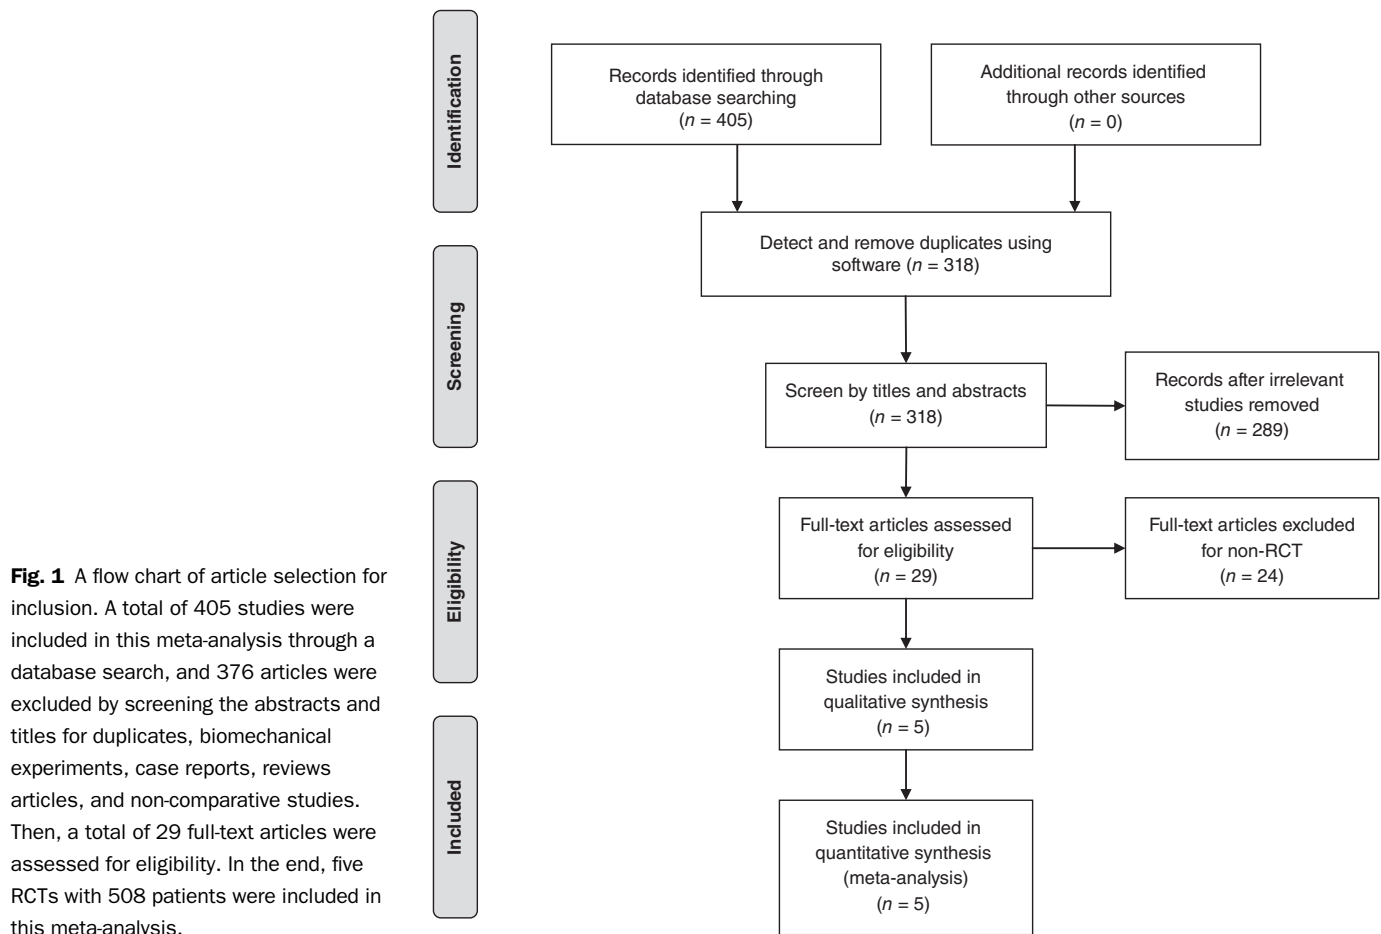 Identification
Records identified through
database searching
(n = 405)
Additional records identified
through other sources
(n = 0)
Detect and remove duplicates using
software (n = 318)
Screening
Screen by titles and abstracts
(n = 318)
Records after irrelevant
studies removed
(n = 289)
Eligibility
Full-text articles assessed
for eligibility
(n = 29)
Full-text articles excluded
for non-RCT
(n = 24)
Studies included in
qualitative synthesis
(n = 5)
Included
Studies included in
quantitative synthesis
(meta-analysis)
(n = 5)
Fig. 1 A flow chart of article selection for
inclusion. A total of 405 studies were
included in this meta-analysis through a
database search, and 376 articles were
excluded by screening the abstracts and
titles for duplicates, biomechanical
experiments, case reports, reviews
articles, and non-comparative studies.
Then, a total of 29 full-text articles were
assessed for eligibility. In the end, five
RCTs with 508 patients were included in
this meta-analysis.